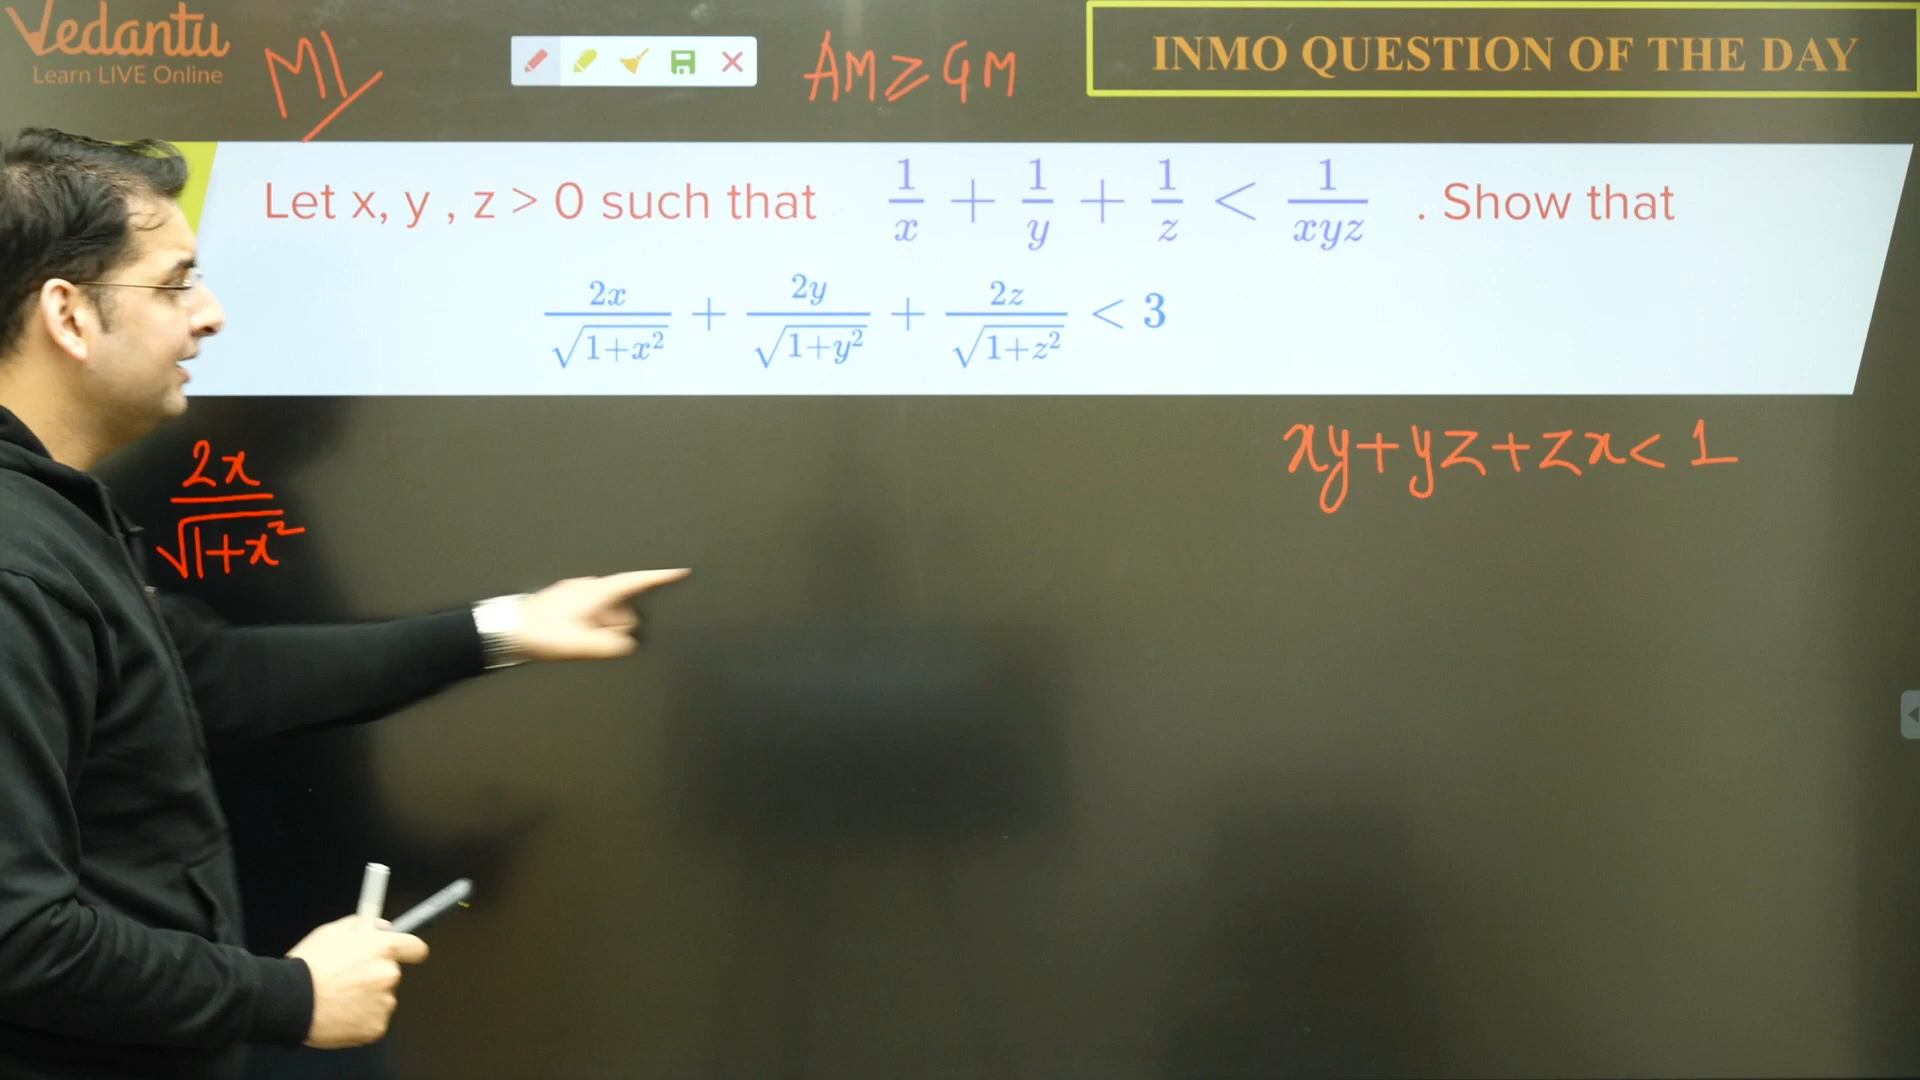 Vedantu
Learn LIVE Online
M1
AM ≥ GM
INMO QUESTION OF THE DAY
Let x, y , z > 0 such that 1/x + 1/y + 1/z < 1/xyz . Show that
2x/√(1+x²) + 2y/√(1+y²) + 2z/√(1+z²) < 3
xy+yz+zx < 1
2x/√(1+x²)